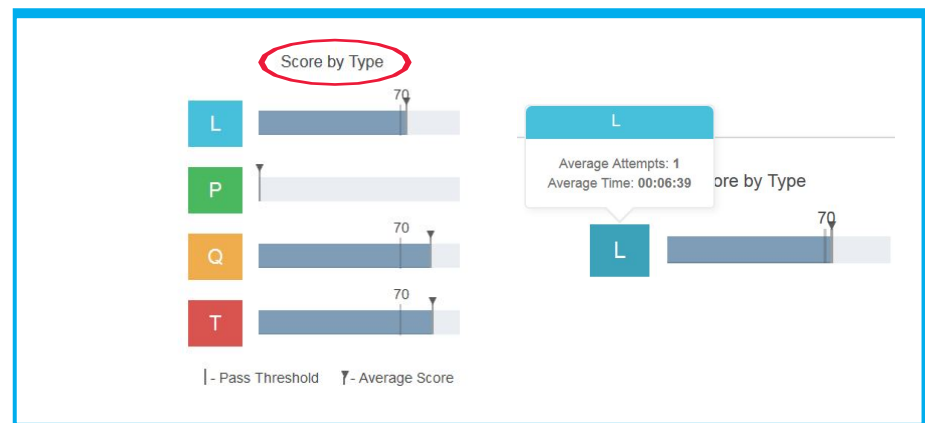 Score by Type
70
L
P
70
Q
70
T
- Pass Threshold - Average Score
L
Average Attempts: 1
Average Time: 00:06:39
ore by Type
70
L